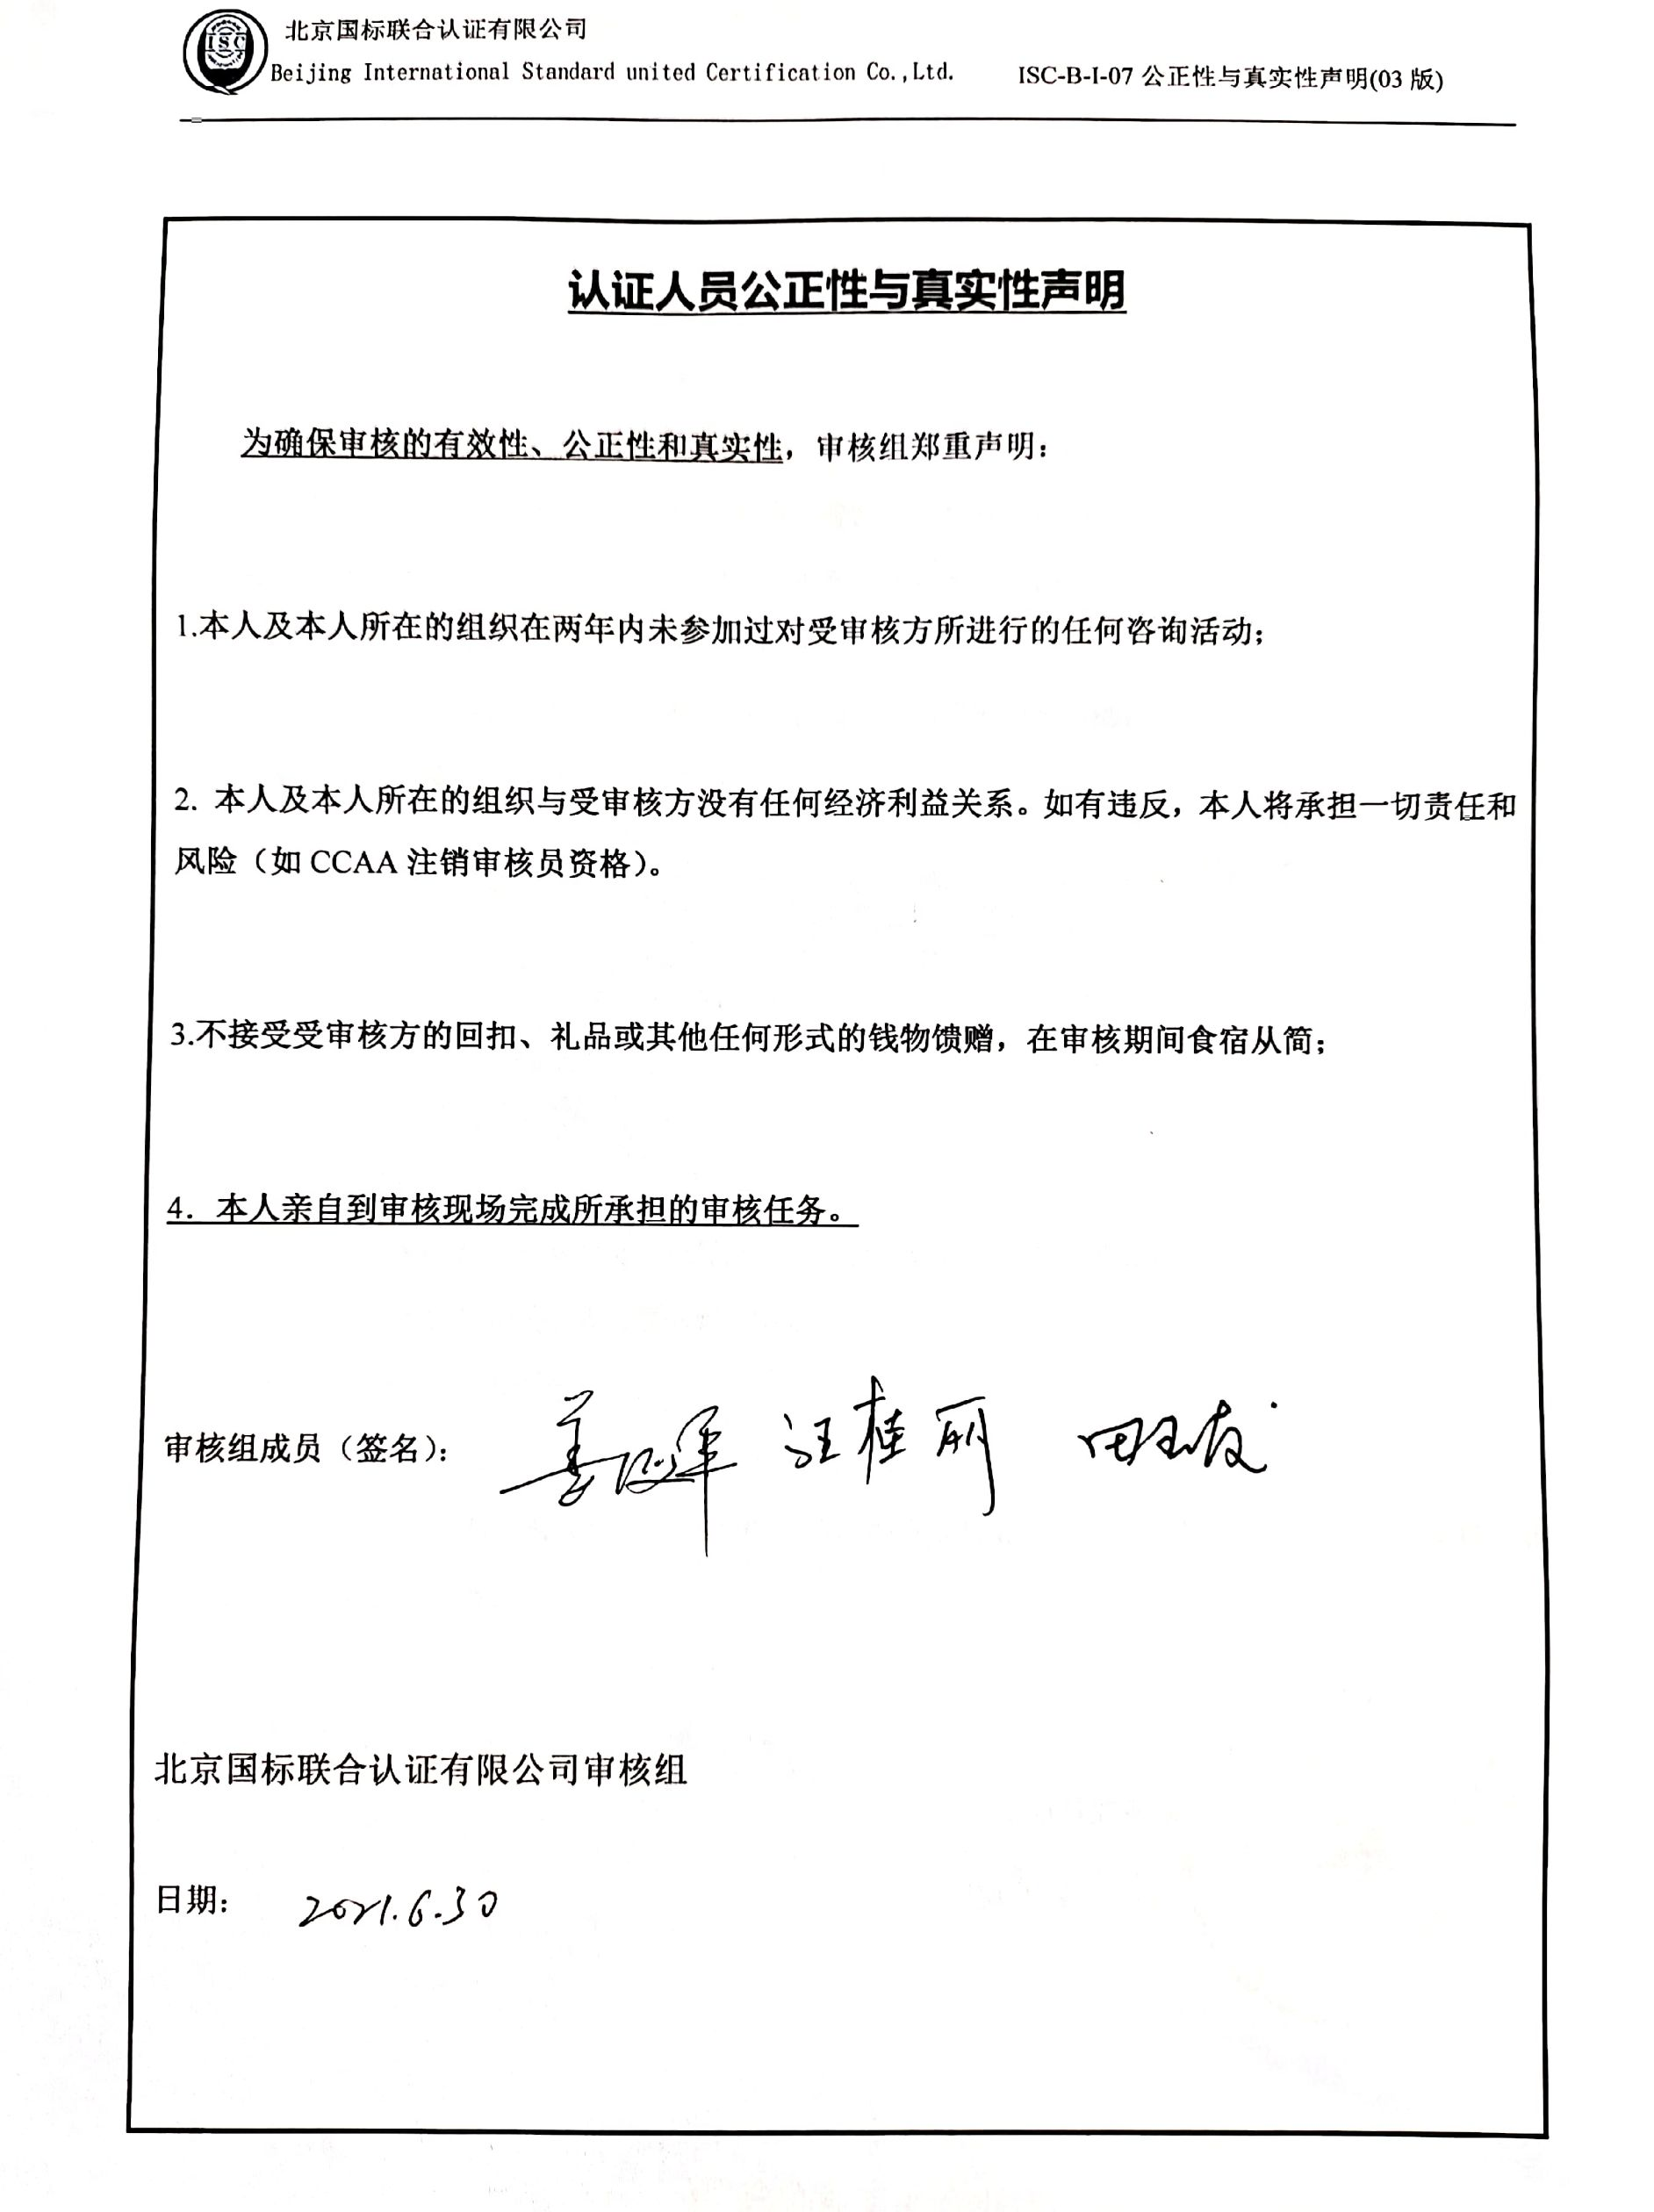 ISC
北京国标联合认证有限公司
Beijing International Standard united Certification Co.,Ltd.
ISC-B-I-07 公正性与真实性声明(03 版)
认证人员公正性与真实性声明
为确保审核的有效性、公正性和真实性，审核组郑重声明：
1.本人及本人所在的组织在两年内未参加过对受审核方所进行的任何咨询活动；
2. 本人及本人所在的组织与受审核方没有任何经济利益关系。如有违反，本人将承担一切责任和
风险（如 CCAA 注销审核员资格）。
3.不接受受审核方的回扣、礼品或其他任何形式的钱物馈赠，在审核期间食宿从简；
4. 本人亲自到审核现场完成所承担的审核任务。
审核组成员（签名）： 汪桂丽
北京国标联合认证有限公司审核组
日期： 2021.6.30